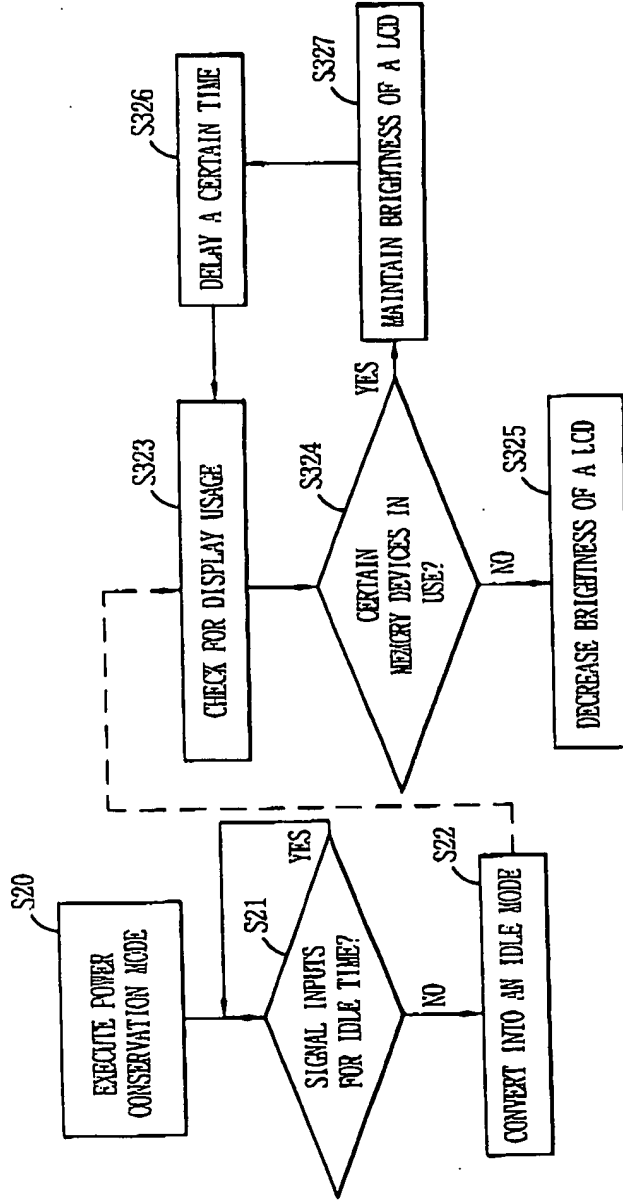 S20
EXECUTE POWER
CONSERVATION MODE
S21
SIGNAL INPUTS
FOR IDLE TIME?
YES
NO
S22
CONVERT INTO AN IDLE MODE
S323
CHECK FOR DISPLAY USAGE
S324
CERTAIN
MEMORY DEVICES IN
USE?
YES
NO
S325
DECREASE BRIGHTNESS OF A LCD
S326
DELAY A CERTAIN TIME
S327
MAINTAIN BRIGHTNESS OF A LCD